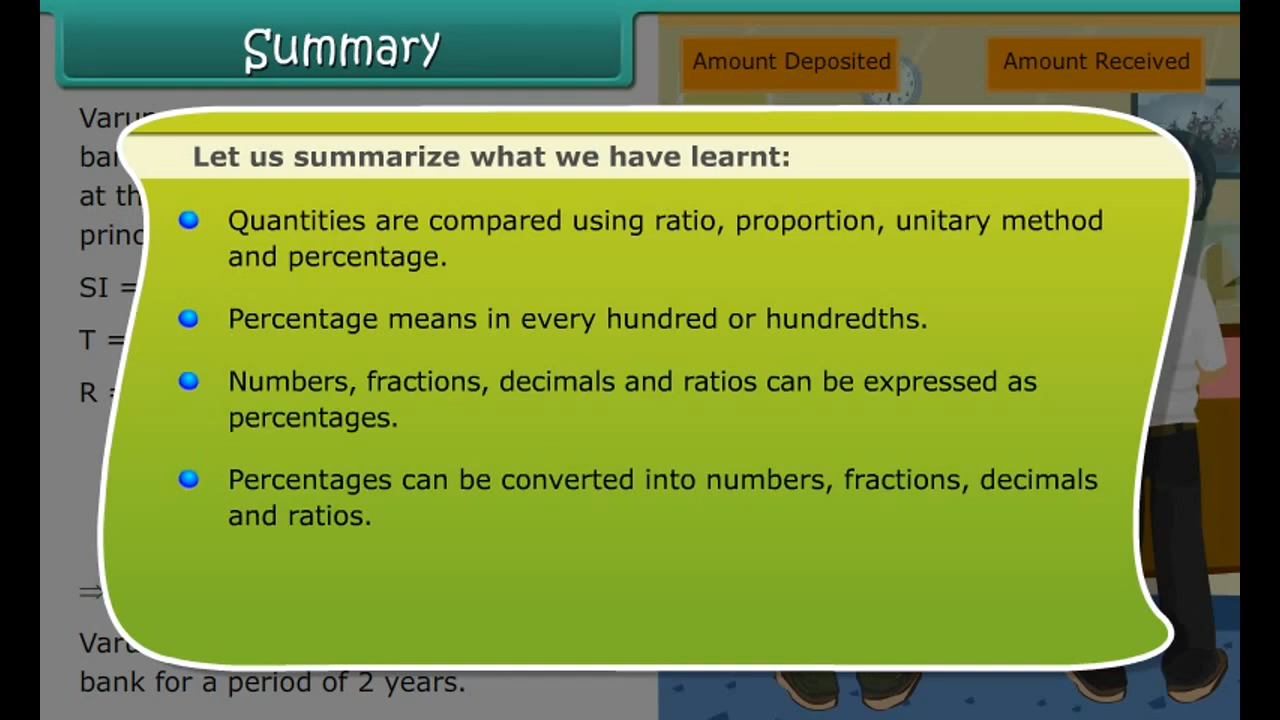 Summary
Amount Deposited
Amount Received
Let us summarize what we have learnt:
Quantities are compared using ratio, proportion, unitary method
and percentage.
Percentage means in every hundred or hundredths.
Numbers, fractions, decimals and ratios can be expressed as
percentages.
Percentages can be converted into numbers, fractions, decimals
and ratios.
at
SI =
T =
R
⇒
bank for a period of 2 years.